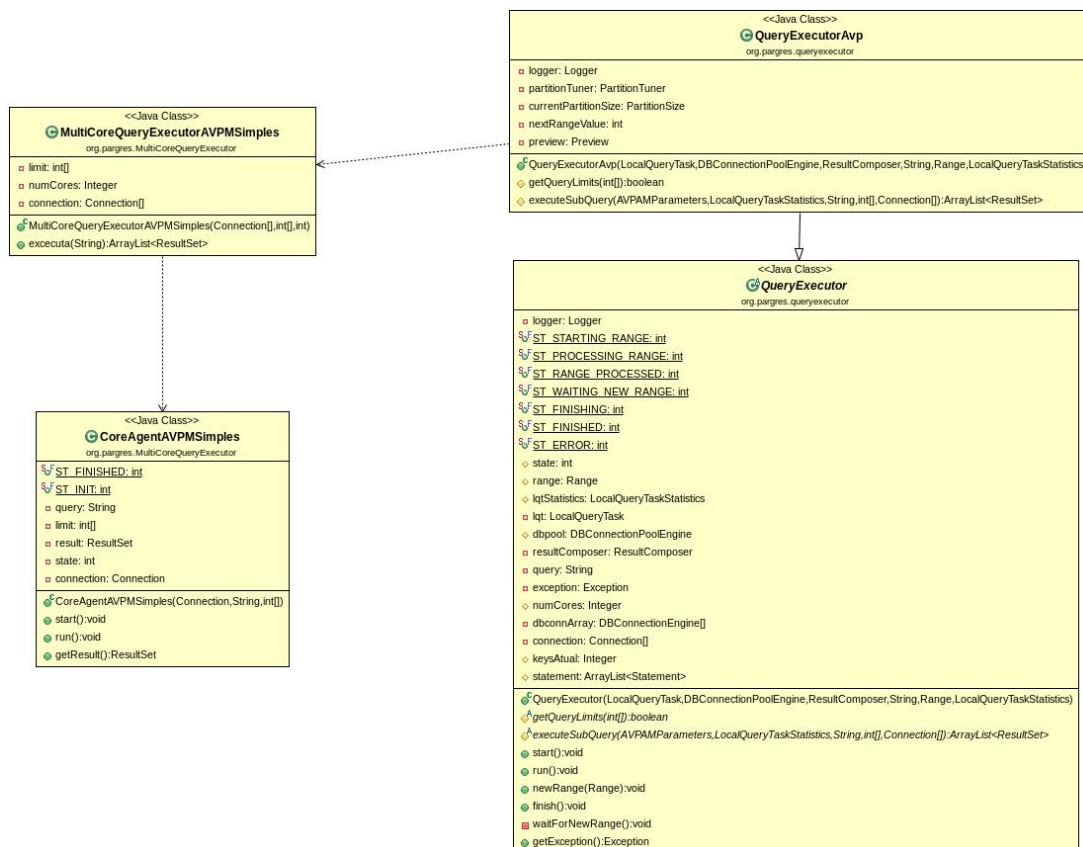 <<Java Class>>
QueryExecutorAvp
org.pargres.queryexecutor
logger: Logger
partitionTuner: PartitionTuner
currentPartitionSize: PartitionSize
nextRangeValue: int
preview: Preview
QueryExecutorAvp(LocalQueryTask,DBConnectionPoolEngine,ResultComposer,String,Range,LocalQueryTaskStatistics
getQueryLimits(int[]):boolean
executeSubQuery(AVPAMParameters,LocalQueryTaskStatistics,String,int[],Connection[]):ArrayList<ResultSet>
<<Java Class>>
MultiCoreQueryExecutorAVPMSimples
org.pargres.MultiCoreQueryExecutor
limit: int[]
numCores: Integer
connection: Connection[]
MultiCoreQueryExecutorAVPMSimples(Connection[],int[],int)
excecuta(String):ArrayList<ResultSet>
<<Java Class>>
QueryExecutor
org.pargres.queryexecutor
logger: Logger
ST_STARTING_RANGE: int
ST_PROCESSING_RANGE: int
ST_RANGE_PROCESSED: int
ST_WAITING_NEW_RANGE: int
ST_FINISHING: int
ST_FINISHED: int
ST_ERROR: int
state: int
range: Range
lqtStatistics: LocalQueryTaskStatistics
lqt: LocalQueryTask
dbpool: DBConnectionPoolEngine
resultComposer: ResultComposer
query: String
exception: Exception
numCores: Integer
dbconnArray: DBConnectionEngine[]
connection: Connection[]
keysAtual: Integer
statement: ArrayList<Statement>
QueryExecutor(LocalQueryTask,DBConnectionPoolEngine,ResultComposer,String,Range,LocalQueryTaskStatistics)
getQueryLimits(int[]):boolean
executeSubQuery(AVPAMParameters,LocalQueryTaskStatistics,String,int[],Connection[]):ArrayList<ResultSet>
start():void
run():void
newRange(Range):void
finish():void
waitForNewRange():void
getException():Exception
<<Java Class>>
CoreAgentAVPMSimples
org.pargres.MultiCoreQueryExecutor
ST_FINISHED: int
ST_INIT: int
query: String
limit: int[]
result: ResultSet
state: int
connection: Connection
CoreAgentAVPMSimples(Connection,String,int[])
start():void
run():void
getResult():ResultSet